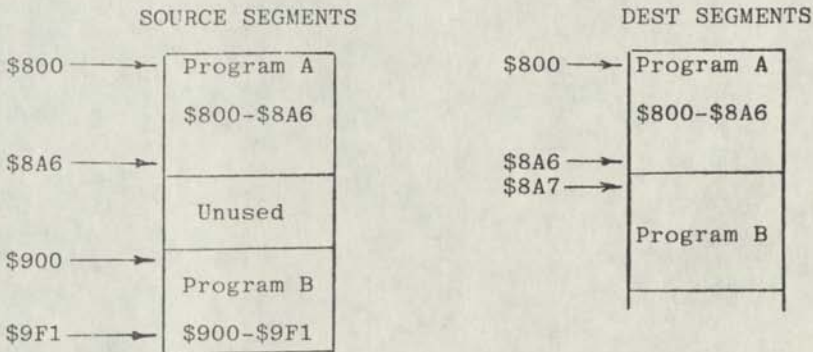 SOURCE SEGMENTS
$800
Program A
$800-$8A6
$8A6
Unused
$900
Program B
$9F1
$900-$9F1
DEST SEGMENTS
$800
Program A
$800-$8A6
$8A6
$8A7
Program B